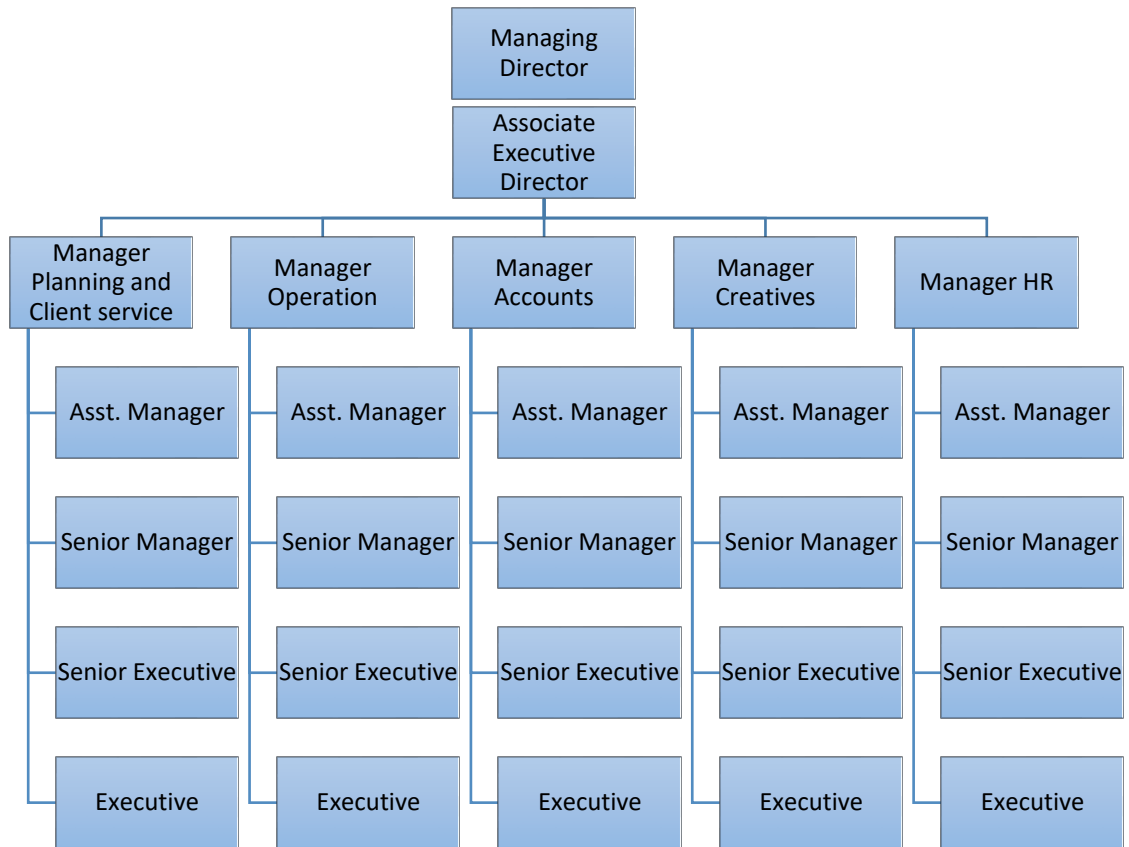 Managing
Director
Associate
Executive
Director
Manager
Planning and
Client service
Manager
Operation
Manager
Accounts
Manager
Creatives
Manager HR
Asst. Manager
Asst. Manager
Asst. Manager
Asst. Manager
Asst. Manager
Senior Manager
Senior Manager
Senior Manager
Senior Manager
Senior Manager
Senior Executive
Senior Executive
Senior Executive
Senior Executive
Senior Executive
Executive
Executive
Executive
Executive
Executive